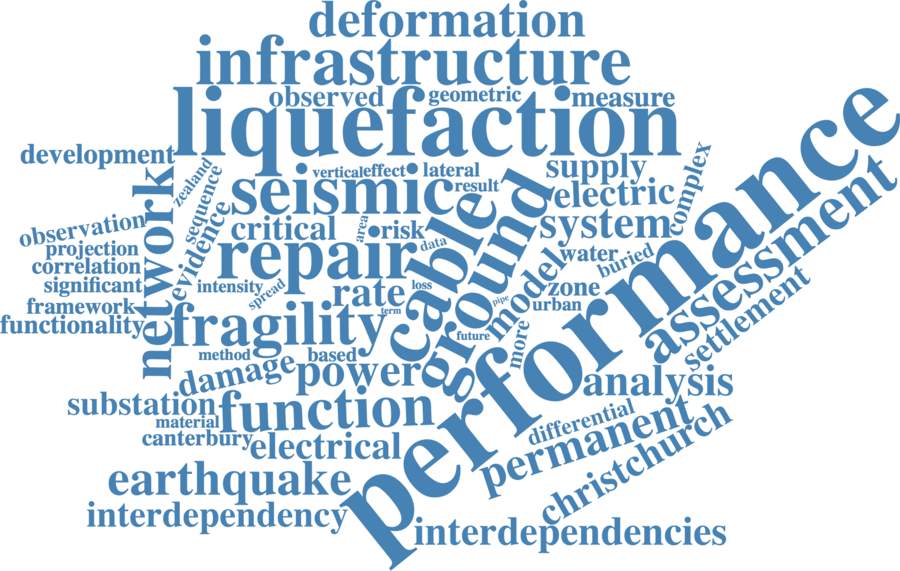 deformation
infrastructure
observed
geometric
measure
liquefaction
performance
development
zealand
vertical
effect
lateral
supply
complex
seismic
result
electric
assessment
network
sequence
evidence
cable
ground
observation
critical
area
risk
system
projection
repair
data
water
correlation
buried
significant
intensity
spread
rate
loss
model
zone
settlement
framework
pipe
urban
functionality
fragility
term
future
more
method
based
damage
power
analysis
substation
function
differential
material
permanent
canterbury
electrical
christchurch
earthquake
interdependency
interdependencies